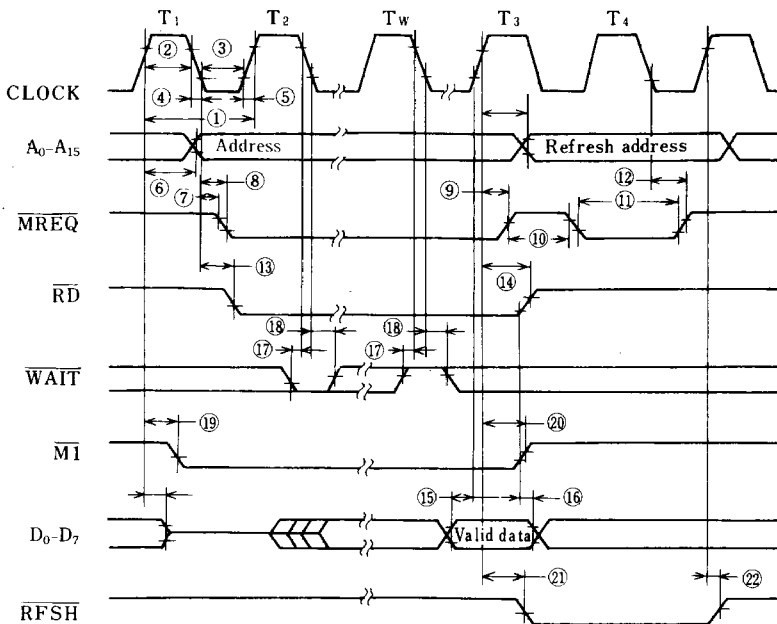 T1 T2 TW T3 T4
② ③
CLOCK
④ ⑤
①
A0-A15 Address Refresh address
⑥ ⑧ ⑨ ⑫
⑦ ⑪
MREQ
⑩
⑬ ⑭
RD
⑱ ⑱
⑰ ⑰
WAIT
⑲ ⑳
M1
⑮ ⑯
D0-D7 Valid data
㉑ ㉒
RFSH